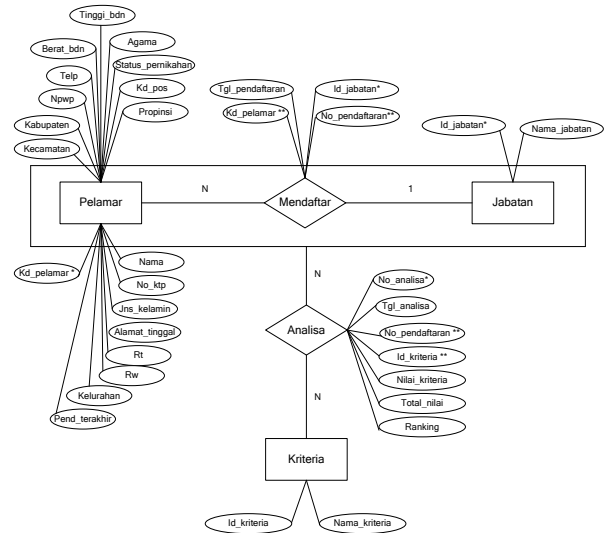 Tinggi_bdn
Berat_bdn
Agama
Status_pernikahan
Telp
Kd_pos
Npwp
Propinsi
Kabupaten
Kecamatan
Tgl_pendaftaran
Id_jabatan*
Kd_pelamar **
No_pendaftaran**
Id_jabatan*
Nama_jabatan
Pelamar
N
Mendaftar
1
Jabatan
Kd_pelamar *
Nama
No_ktp
Jns_kelamin
Alamat_tinggal
Rt
Rw
Kelurahan
Pend_terakhir
N
Analisa
No_analisa*
Tgl_analisa
No_pendaftaran **
Id_kriteria **
Nilai_kriteria
Total_nilai
Ranking
N
Kriteria
Id_kriteria
Nama_kriteria